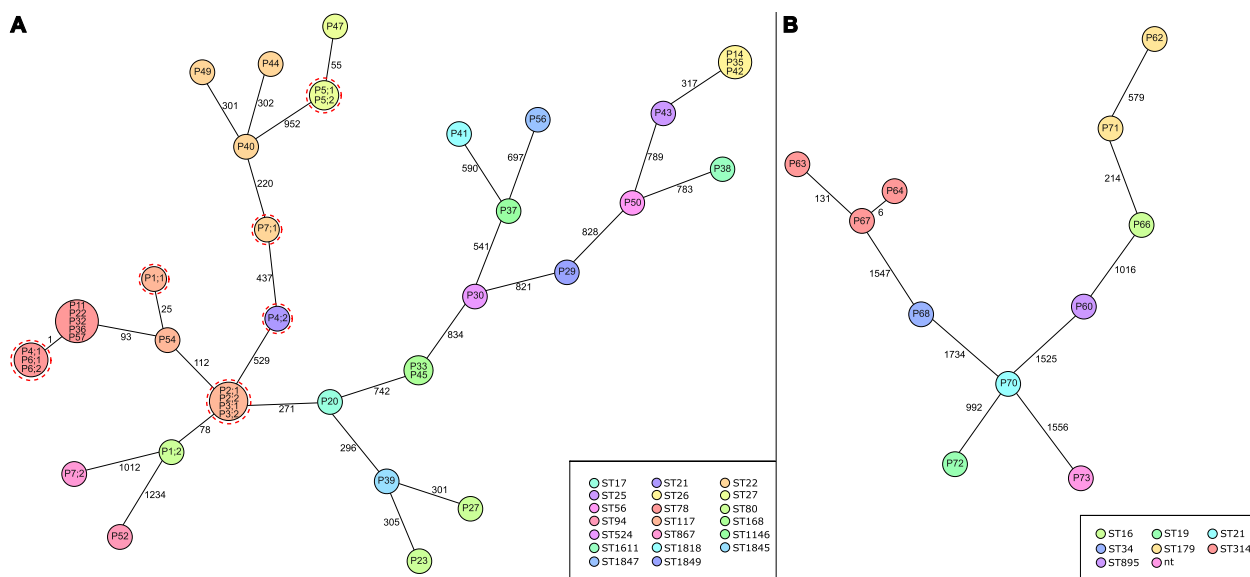 A
B
P47
P62
P49
P44
55
P14
P35
P42
317
579
301
302
P5;1
P5;2
952
P43
P56
P41
P71
P40
697
590
789
P63
P38
783
214
P64
131
220
P50
P37
6
P67
P66
P7;1
828
541
1016
1547
P1;1
437
P29
821
P30
P60
25
P11
P22
P32
P36
P57
93
P4;2
P68
834
P54
1
P4;1
P6;1
P6;2
112
529
1734
1525
P33
P45
742
P70
P2;1
P2;2
P3;1
P3;2
271
P20
992
1556
78
296
P1;2
P72
P73
P7;2
1012
P39
301
1234
P27
305
P52
P23
ST17
ST21
ST22
ST25
ST26
ST27
ST56
ST78
ST80
ST94
ST117
ST168
ST524
ST867
ST1146
ST1611
ST1818
ST1845
ST1847
ST1849
ST16
ST19
ST21
ST34
ST179
ST314
ST895
nt